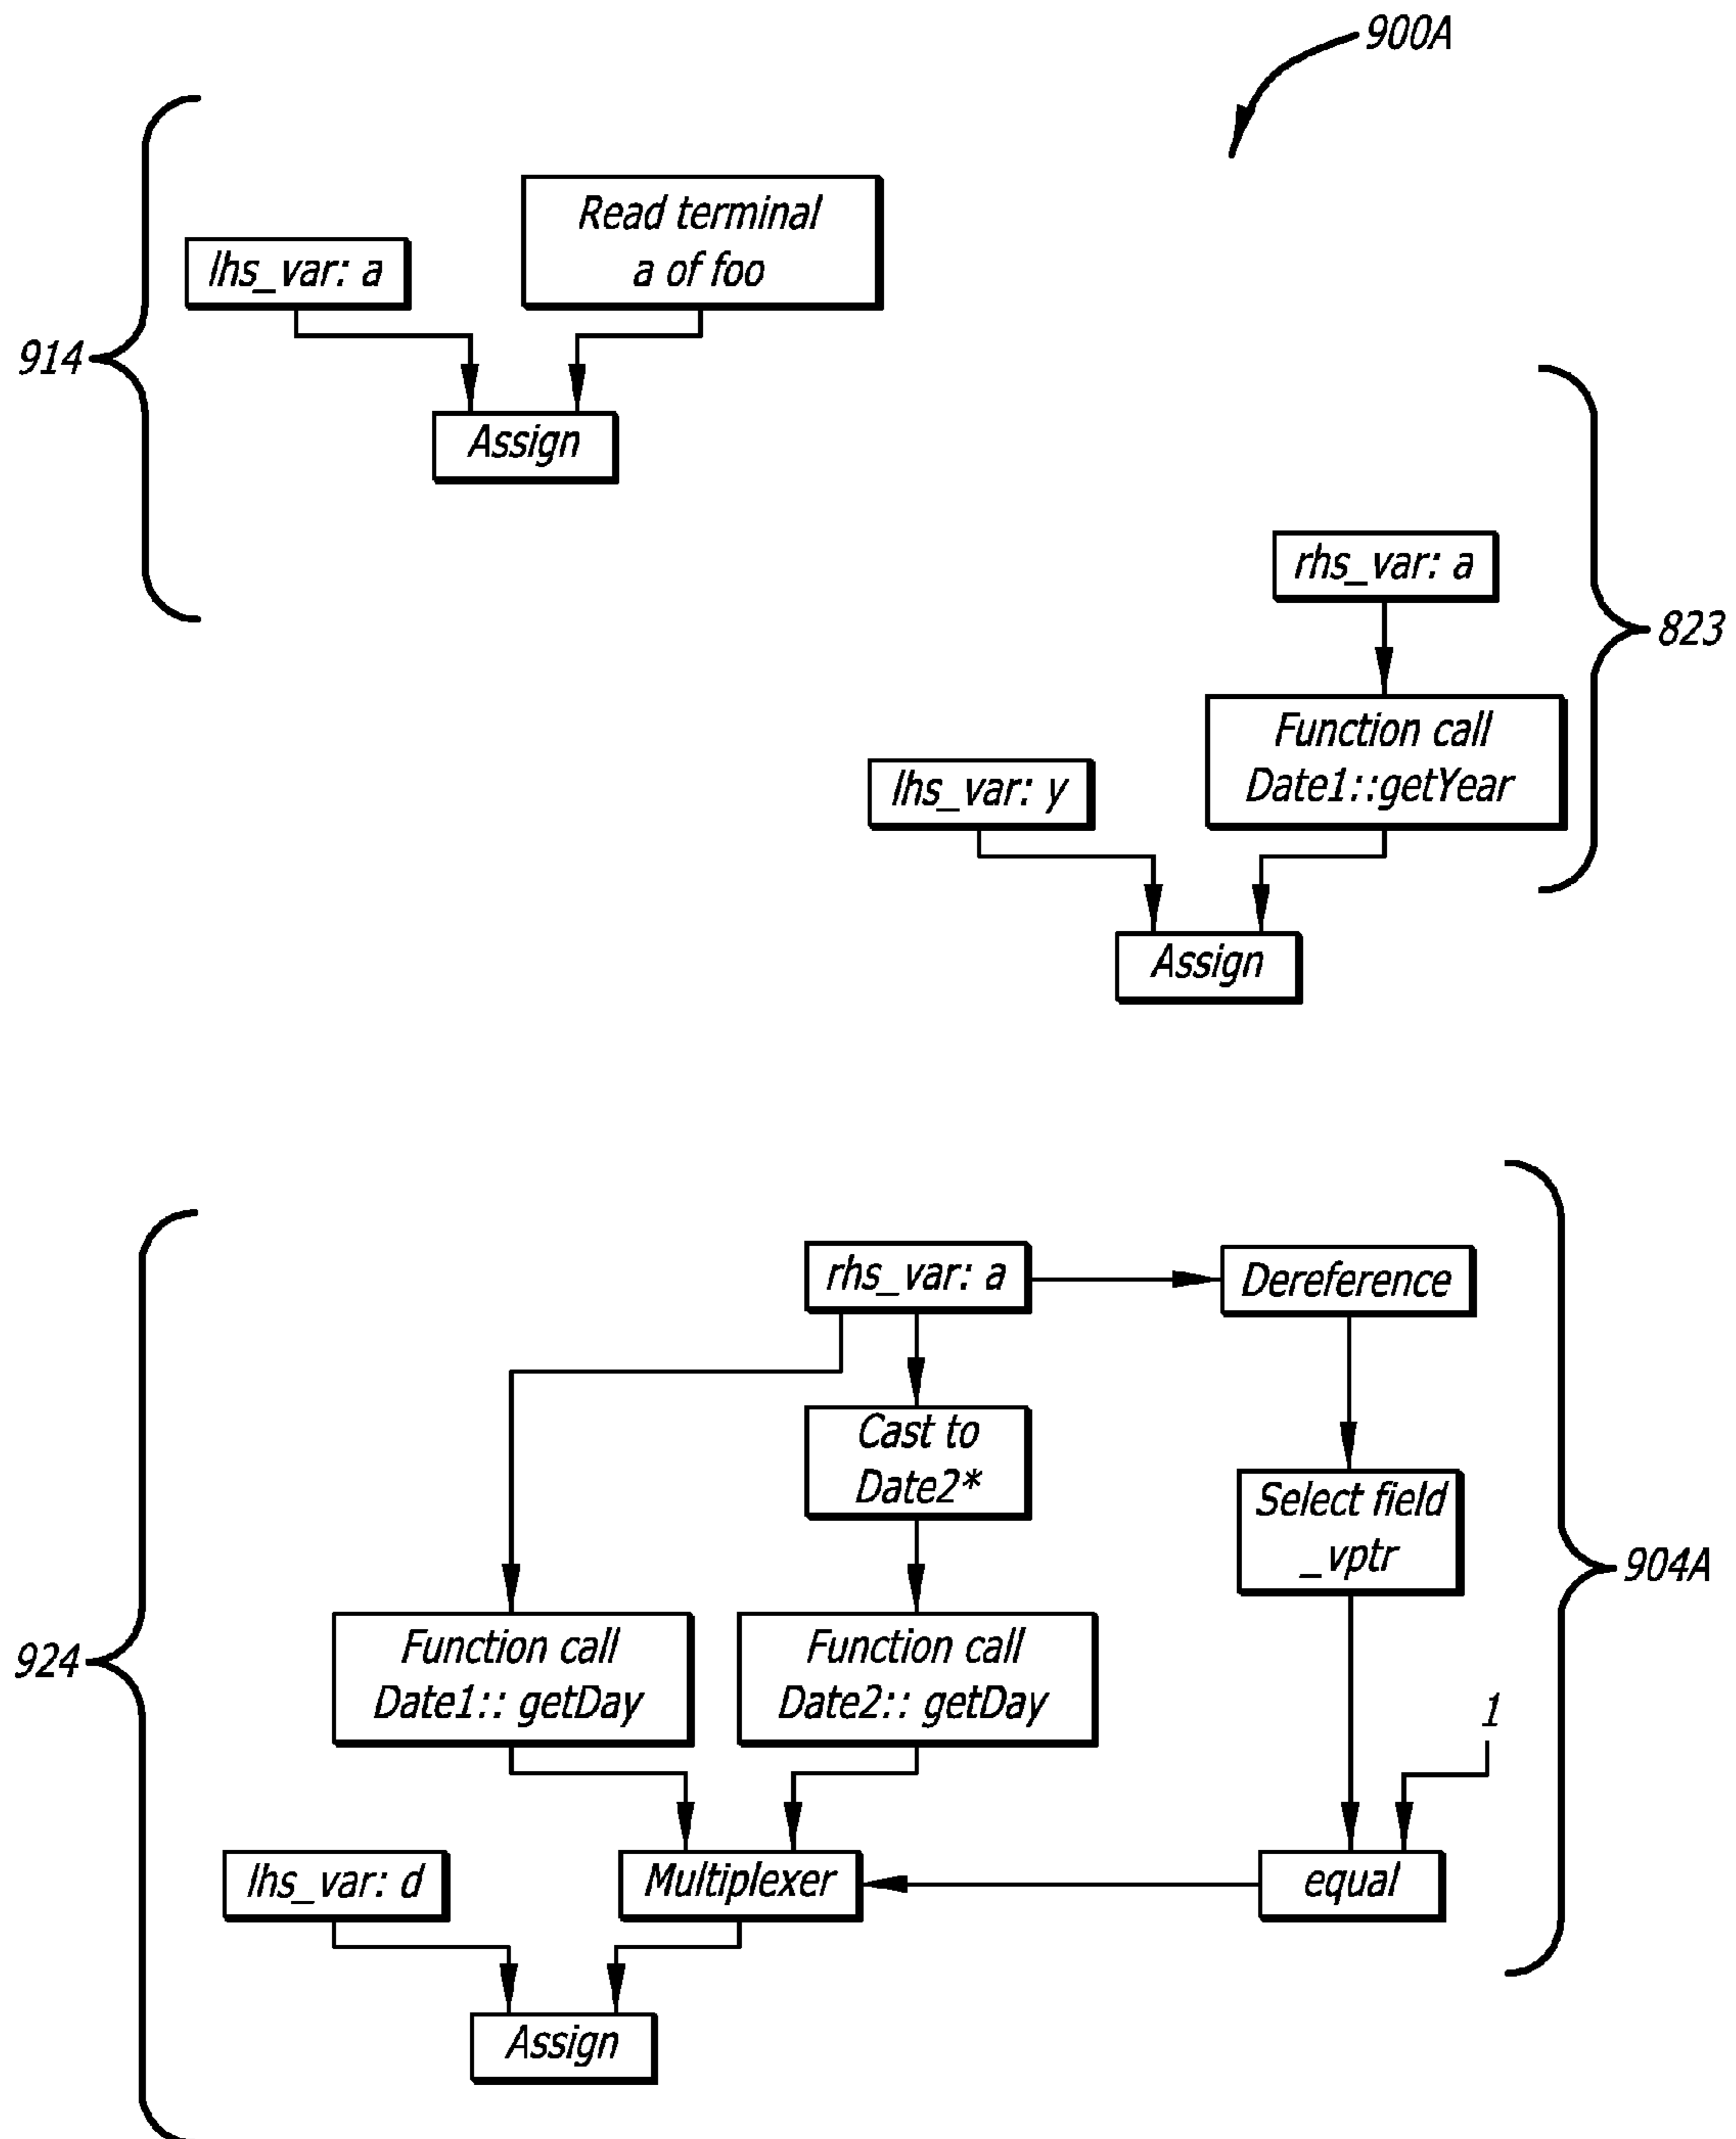 900A
Read terminal
a of foo
lhs_var: a
914
Assign
rhs_var: a
823
Function call
Date1::getYear
lhs_var: y
Assign
rhs_var: a
Dereference
Cast to
Date2*
Select field
_vptr
904A
924
Function call
Date1:: getDay
Function call
Date2:: getDay
1
lhs_var: d
Multiplexer
equal
Assign